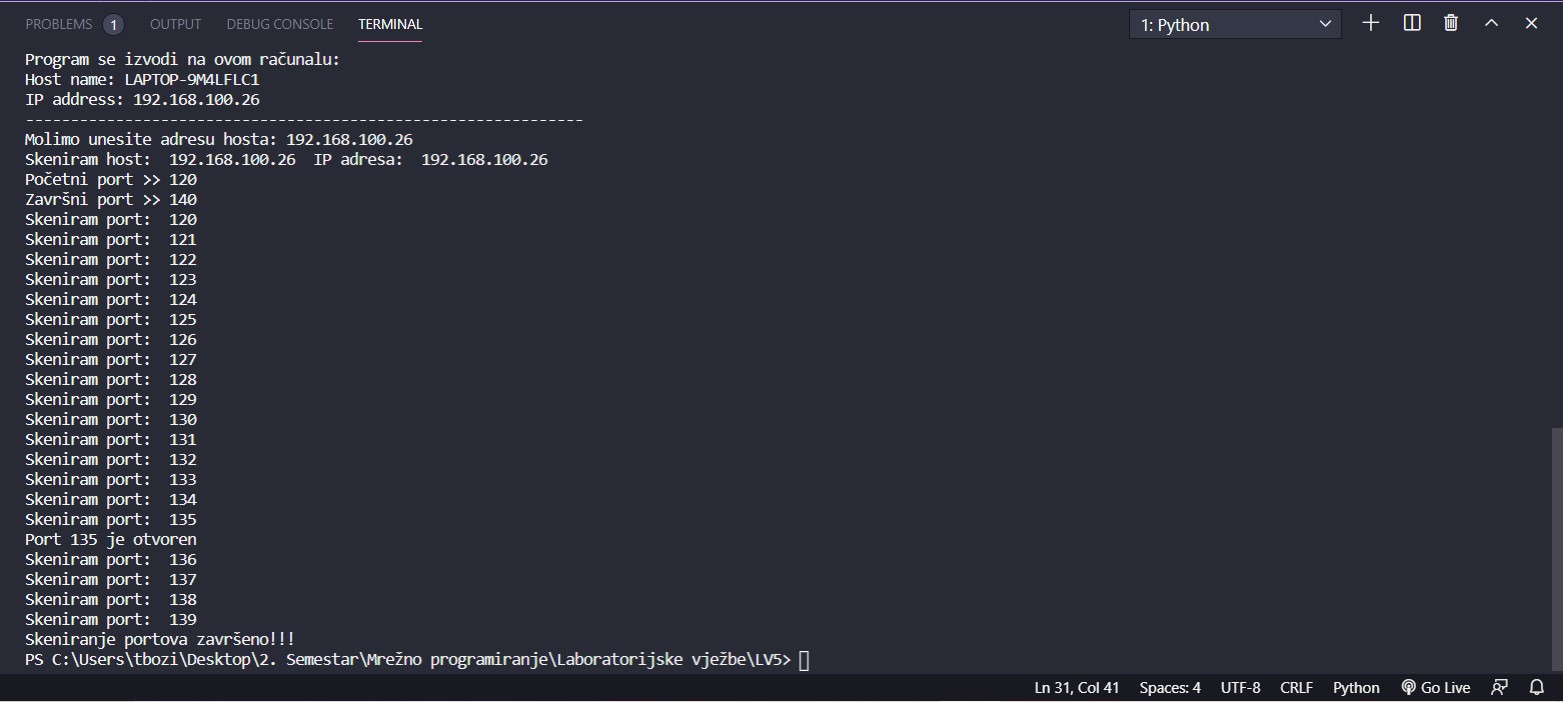 PROBLEMS 1 OUTPUT DEBUG CONSOLE TERMINAL 1: Python
Program se izvodi na ovom računalu:
Host name: LAPTOP-9M4LFLC1
IP address: 192.168.100.26
--------------------------------------------------------------
Molimo unesite adresu hosta: 192.168.100.26
Skeniram host:  192.168.100.26  IP adresa:  192.168.100.26
Početni port >> 120
Završni port >> 140
Skeniram port:  120
Skeniram port:  121
Skeniram port:  122
Skeniram port:  123
Skeniram port:  124
Skeniram port:  125
Skeniram port:  126
Skeniram port:  127
Skeniram port:  128
Skeniram port:  129
Skeniram port:  130
Skeniram port:  131
Skeniram port:  132
Skeniram port:  133
Skeniram port:  134
Skeniram port:  135
Port 135 je otvoren
Skeniram port:  136
Skeniram port:  137
Skeniram port:  138
Skeniram port:  139
Skeniranje portova završeno!!!
PS C:\Users\tbozi\Desktop\2. Semestar\Mrežno programiranje\Laboratorijske vježbe\LV5>
Ln 31, Col 41 Spaces: 4 UTF-8 CRLF Python Go Live